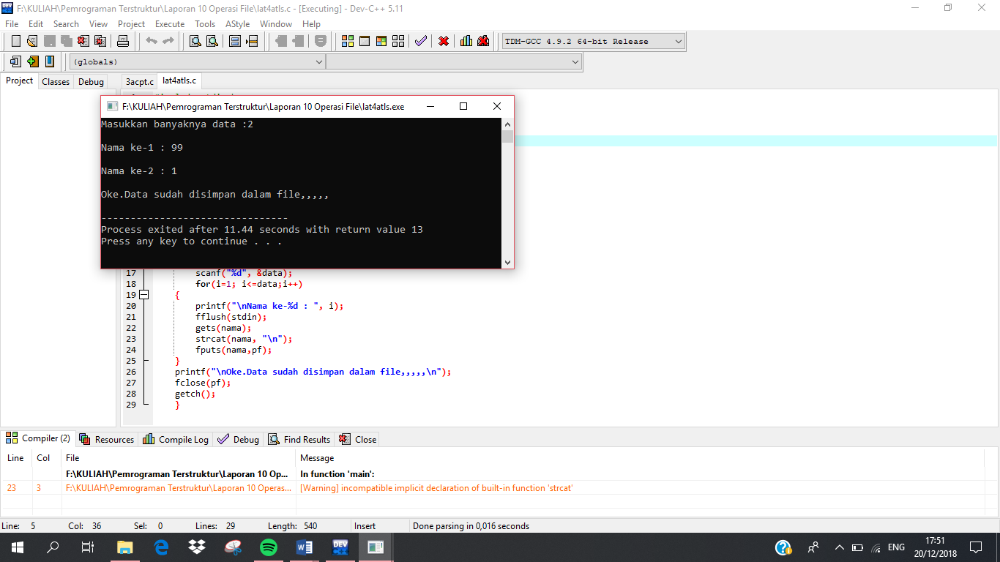 F:\KULIAH\Pemrograman Terstruktur\Laporan 10 Operasi File\lat4atls.c - [Executing] - Dev-C++ 5.11
File Edit Search View Project Execute Tools AStyle Window Help
TDM-GCC 4.9.2 64-bit Release
(globals)
Project Classes Debug 3acpt.c lat4atls.c
F:\KULIAH\Pemrograman Terstruktur\Laporan 10 Operasi File\lat4atls.exe
Masukkan banyaknya data :2
Nama ke-1 : 99
Nama ke-2 : 1
Oke.Data sudah disimpan dalam file,,,,,
--------------------------------
Process exited after 11.44 seconds with return value 13
Press any key to continue . . .
17 scanf("%d", &data);
18 for(i=1; i<=data;i++)
19 {
20 printf("\nNama ke-%d : ", i);
21 fflush(stdin);
22 gets(nama);
23 strcat(nama, "\n");
24 fputs(nama,pf);
25 }
26 printf("\nOke.Data sudah disimpan dalam file,,,,,\n");
27 fclose(pf);
28 getch();
29 }
Compiler (2) Resources Compile Log Debug Find Results Close
Line Col File Message
F:\KULIAH\Pemrograman Terstruktur\Laporan 10 Op... In function 'main':
23 3 F:\KULIAH\Pemrograman Terstruktur\Laporan 10 Operas... [Warning] incompatible implicit declaration of built-in function 'strcat'
Line: 5 Col: 36 Sel: 0 Lines: 29 Length: 540 Insert Done parsing in 0,016 seconds
DEV
ENG
17:51
20/12/2018